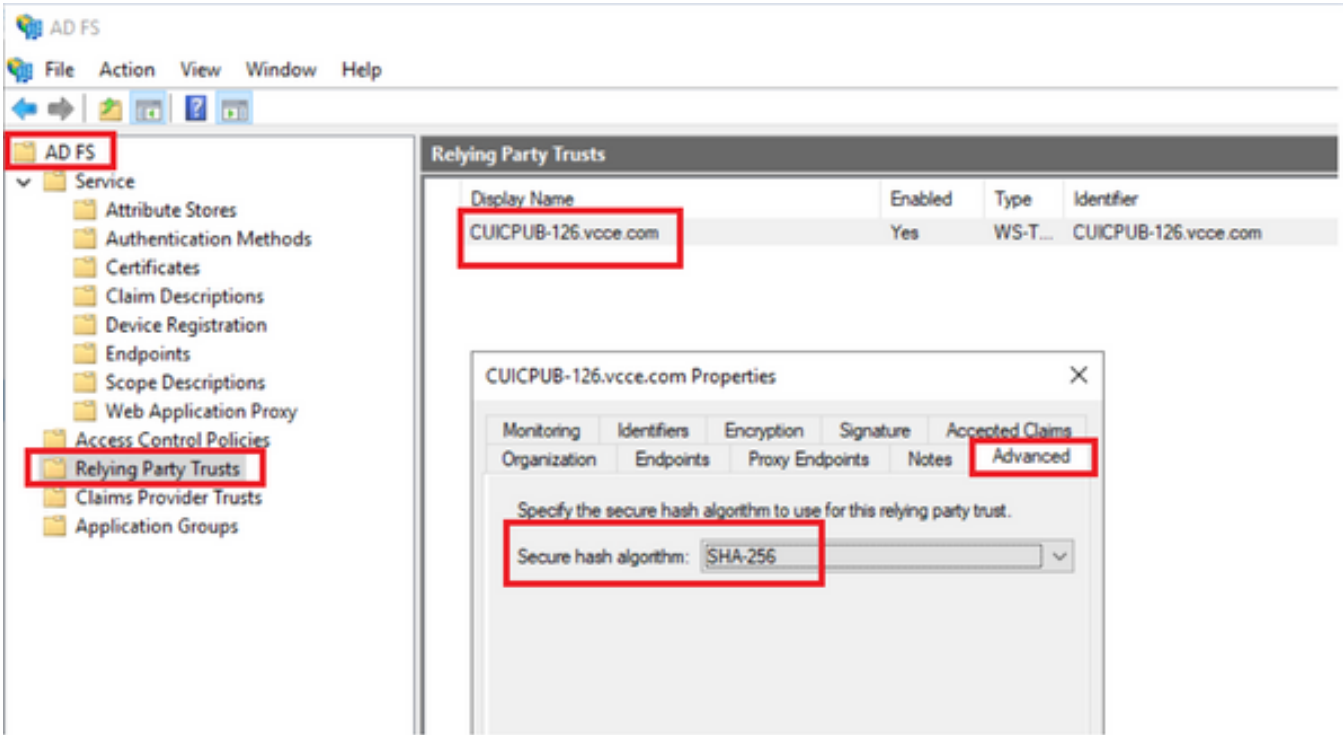 AD FS
File Action View Window Help
AD FS
Service
Attribute Stores
Authentication Methods
Certificates
Claim Descriptions
Device Registration
Endpoints
Scope Descriptions
Web Application Proxy
Access Control Policies
Relying Party Trusts
Claims Provider Trusts
Application Groups
Relying Party Trusts
Display Name Enabled Type Identifier
CUICPUB-126.vcce.com Yes WS-T... CUICPUB-126.vcce.com
CUICPUB-126.vcce.com Properties
Monitoring Identifiers Encryption Signature Accepted Claims
Organization Endpoints Proxy Endpoints Notes Advanced
Specify the secure hash algorithm to use for this relying party trust.
Secure hash algorithm: SHA-256